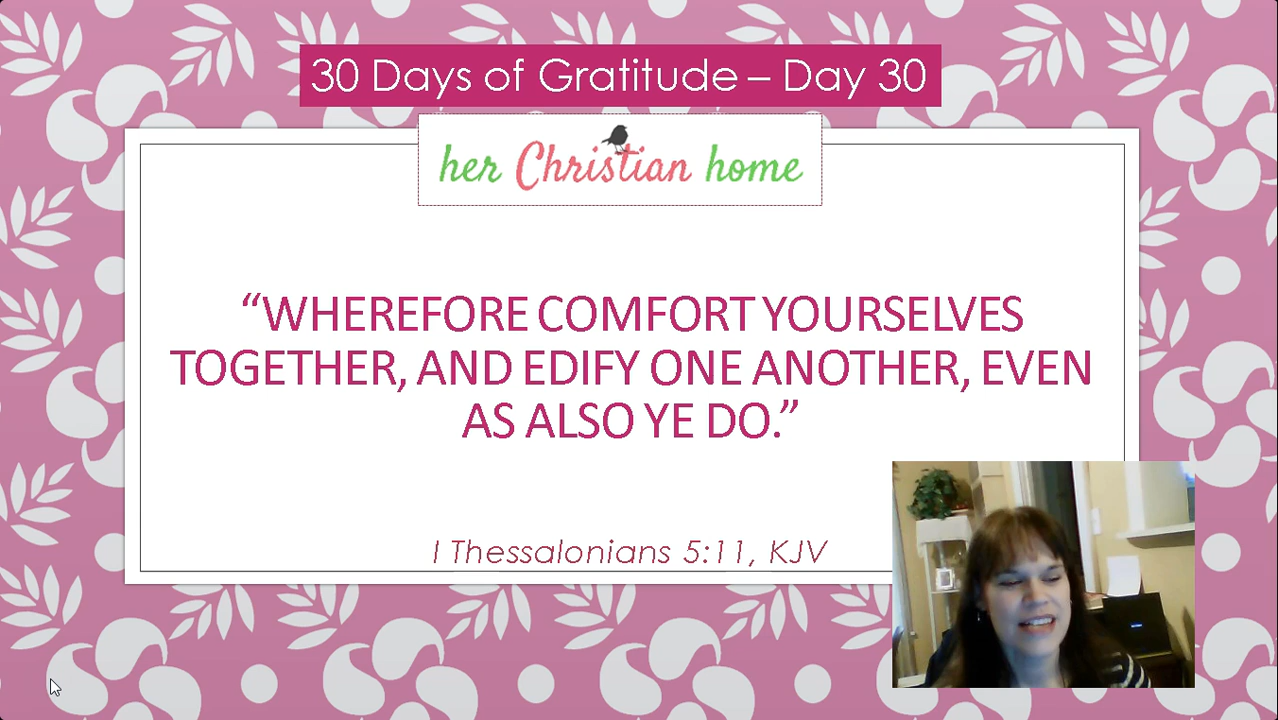 30 Days of Gratitude – Day 30
her Christian home
“WHEREFORE COMFORT YOURSELVES
TOGETHER, AND EDIFY ONE ANOTHER, EVEN
AS ALSO YE DO.”
I Thessalonians 5:11, KJV